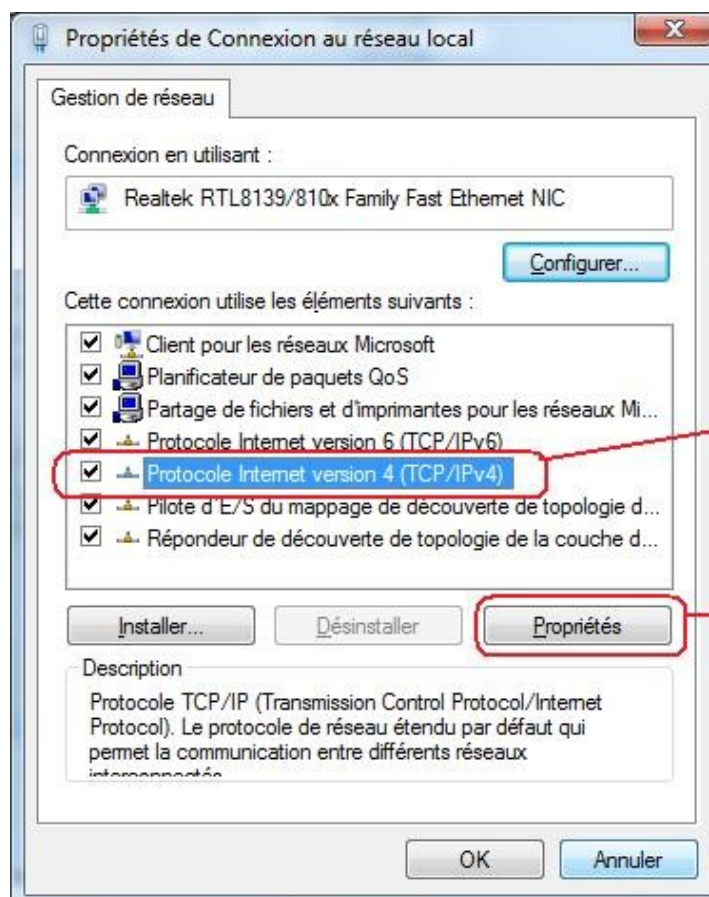 Propriétés de Connexion au réseau local
Gestion de réseau
Connexion en utilisant :
Realtek RTL8139/810x Family Fast Ethernet NIC
Configurer...
Cette connexion utilise les éléments suivants :
Client pour les réseaux Microsoft
Planificateur de paquets QoS
Partage de fichiers et d'imprimantes pour les réseaux Mi...
Protocole Internet version 6 (TCP/IPv6)
Protocole Internet version 4 (TCP/IPv4)
Pilote d'E/S du mappage de découverte de topologie d...
Répondeur de découverte de topologie de la couche d...
Installer...
Désinstaller
Propriétés
Description
Protocole TCP/IP (Transmission Control Protocol/Internet
Protocol). Le protocole de réseau étendu par défaut qui
permet la communication entre différents réseaux
interconnectés
OK
Annuler